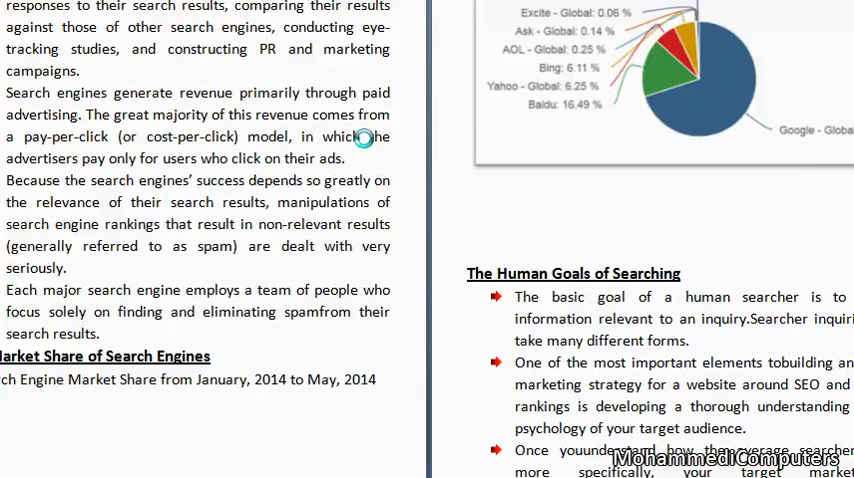 responses to their search results, comparing their results
against those of other search engines, conducting eye-
tracking studies, and constructing PR and marketing
campaigns.
Search engines generate revenue primarily through paid
advertising. The great majority of this revenue comes from
a pay-per-click (or cost-per-click) model, in which he
advertisers pay only for users who click on their ads.
Because the search engines’ success depends so greatly on
the relevance of their search results, manipulations of
search engine rankings that result in non-relevant results
(generally referred to as spam) are dealt with very
seriously.
Each major search engine employs a team of people who
focus solely on finding and eliminating spamfrom their
search results.
Market Share of Search Engines
rch Engine Market Share from January, 2014 to May, 2014
Excite - Global: 0.06 %
Ask - Global: 0.14 %
AOL - Global: 0.25 %
Bing: 6.11 %
Yahoo - Global: 6.25 %
Baidu: 16.49 %
Google - Global
The Human Goals of Searching
The basic goal of a human searcher is to
information relevant to an inquiry.Searcher inquiri
take many different forms.
One of the most important elements tobuilding an
marketing strategy for a website around SEO and
rankings is developing a thorough understanding
psychology of your target audience.
Once youunderstand how the average searcher
more specifically, your target market
MohammediComputers